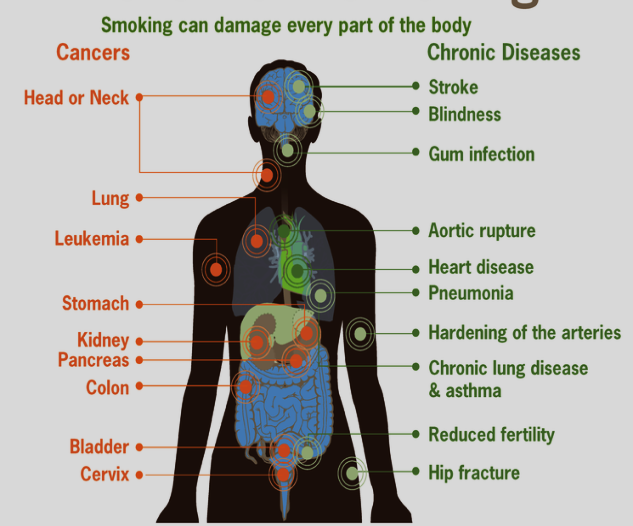 Smoking can damage every part of the body
Cancers
Head or Neck
Lung
Leukemia
Stomach
Kidney
Pancreas
Colon
Bladder
Cervix
Chronic Diseases
Stroke
Blindness
Gum infection
Aortic rupture
Heart disease
Pneumonia
Hardening of the arteries
Chronic lung disease
& asthma
Reduced fertility
Hip fracture